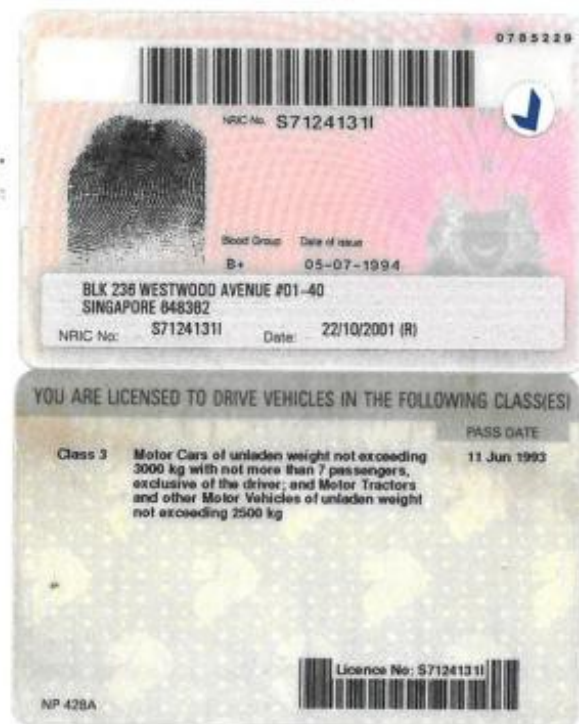 0785229
NRIC No. S7124131I
Blood Group Date of issue
B+ 05-07-1994
BLK 236 WESTWOOD AVENUE #01-40
SINGAPORE 648362
NRIC No: S7124131I Date: 22/10/2001 (R)
YOU ARE LICENSED TO DRIVE VEHICLES IN THE FOLLOWING CLASS(ES)
PASS DATE
Class 3 Motor Cars of unladen weight not exceeding 11 Jun 1993
3000 kg with not more than 7 passengers,
exclusive of the driver; and Motor Tractors
and other Motor Vehicles of unladen weight
not exceeding 2500 kg
Licence No: S7124131I
NP 428A